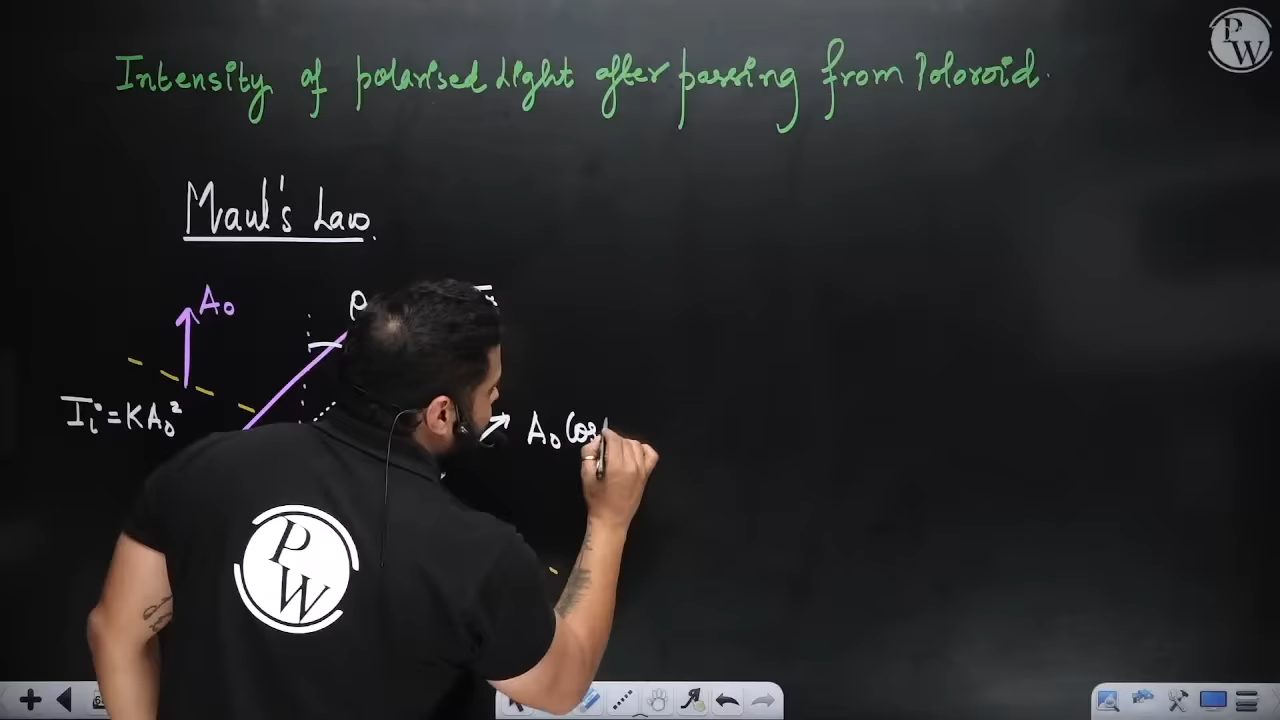 PW
Intensity of polarised Light after passing from Poloroid.
Maul's Law.
A₀
P
Iᵢ = KA₀²
A₀ Cos
PW